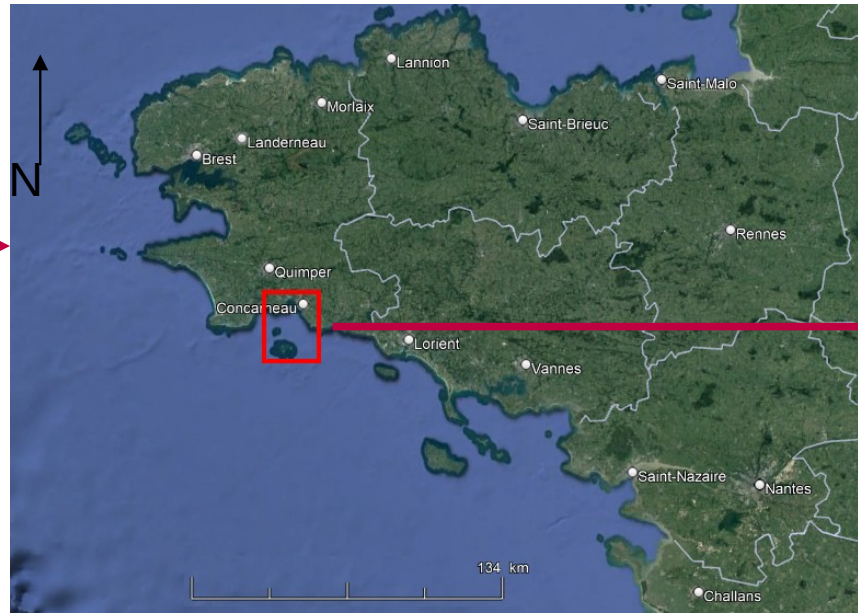 Lannion
Saint-Malo
Morlaix
Saint-Brieuc
Landerneau
Brest
N
Rennes
Quimper
Concarneau
Lorient
Vannes
Saint-Nazaire
Nantes
134 km
Challans